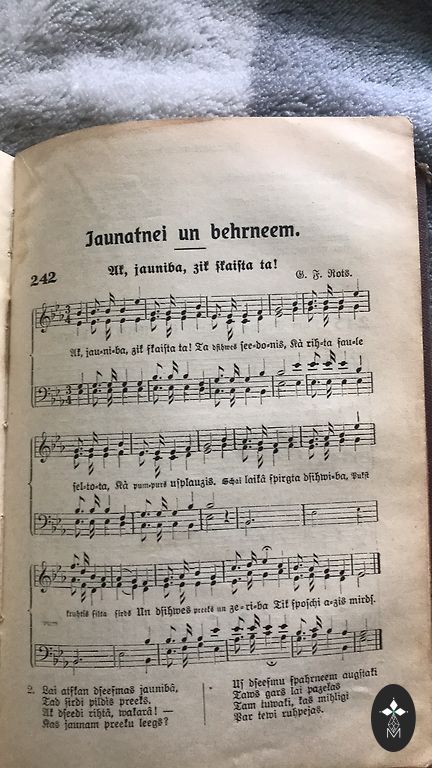 Jaunatnei un behrneem.
242 Ak, jauniba, zik skaista ta!
G. F. Rots.
Ak, jau-ni-ba, zik skaista ta! Ta dsihwes see-do-nis, Kà rih-ta sau-le
sel-to-ta, Kà pum-purs usplauzis. Schai laikâ spirgta dsihwi-ba, Pukst
kruhtis silta sirds Un dsihwes preeks un ze-ri-ba Tik sposchi a-zis mirds.
2. Lai atskan dseesmas jaunibâ,
Tad sirdi pildis preeks.
Ak dseedi rihtâ, wakarâ! —
Kas jaunam preeku leegs?
Us dseesmu spahrneem augstaki
Taws gars lai pazelas
Tam tuwaki, kas mihligi
Par tewi ruhpejas.
M